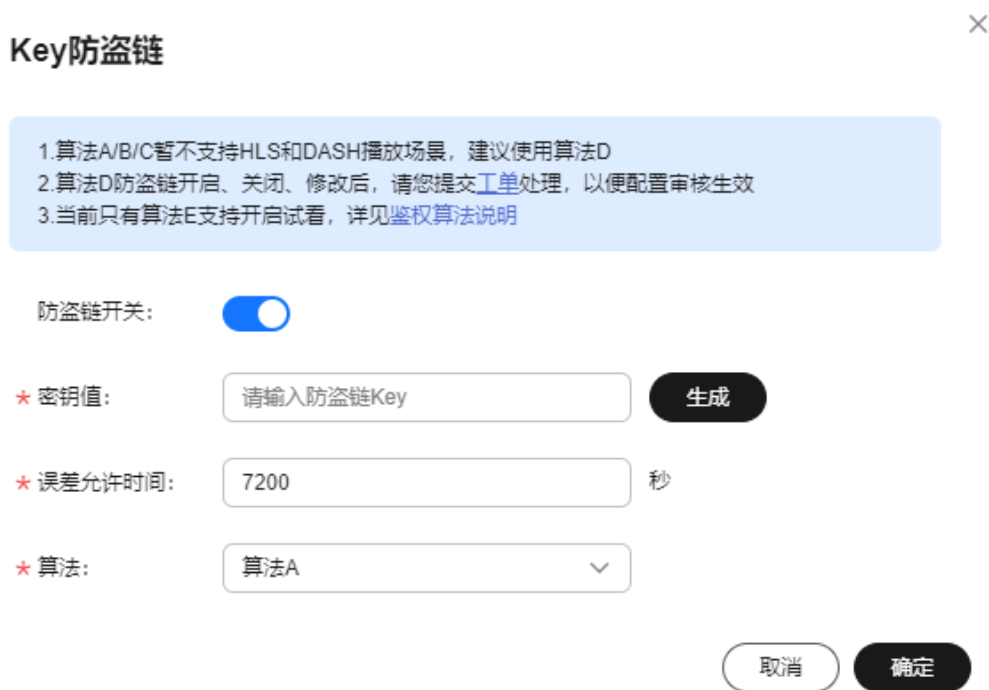 Key防盗链
1.算法A/B/C暂不支持HLS和DASH播放场景，建议使用算法D
2.算法D防盗链开启、关闭、修改后，请您提交工单处理，以便配置审核生效
3.当前只有算法E支持开启试看，详见鉴权算法说明
防盗链开关：
* 密钥值： 请输入防盗链Key 生成
* 误差允许时间： 7200 秒
* 算法： 算法A
取消 确定